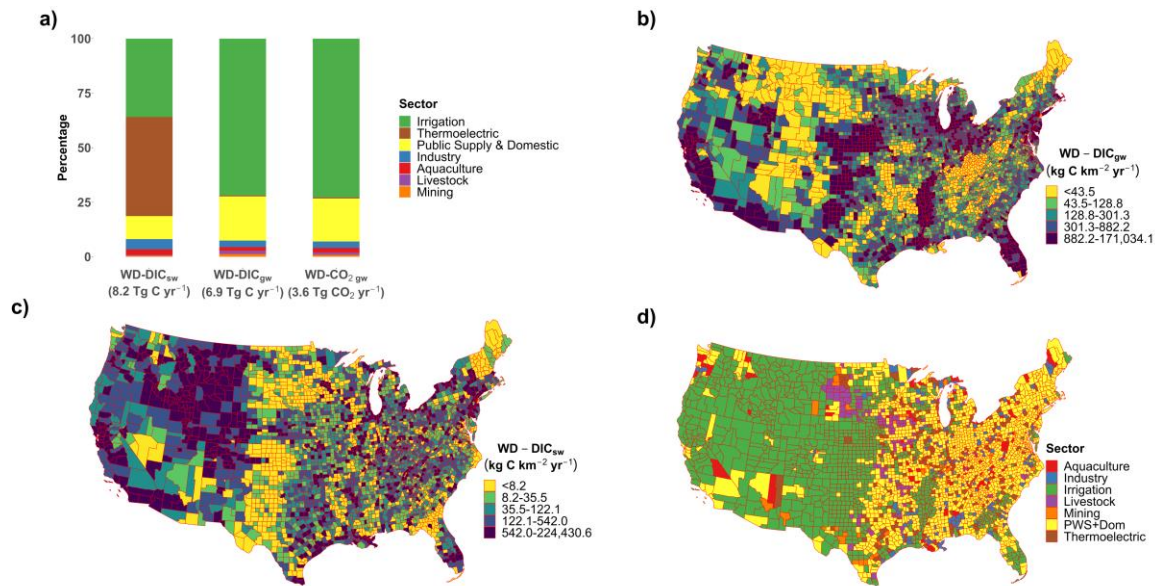 a)
100
75
50
25
0
Percentage
WD-DICsw
(8.2 Tg C yr⁻¹)
WD-DICgw
(6.9 Tg C yr⁻¹)
WD-CO₂ gw
(3.6 Tg CO₂ yr⁻¹)
Sector
Irrigation
Thermoelectric
Public Supply & Domestic
Industry
Aquaculture
Livestock
Mining
b)
WD – DICgw
(kg C km⁻² yr⁻¹)
<43.5
43.5-128.8
128.8-301.3
301.3-882.2
882.2-171,034.1
c)
WD – DICsw
(kg C km⁻² yr⁻¹)
<8.2
8.2-35.5
35.5-122.1
122.1-542.0
542.0-224,430.6
d)
Sector
Aquaculture
Industry
Irrigation
Livestock
Mining
PWS+Dom
Thermoelectric